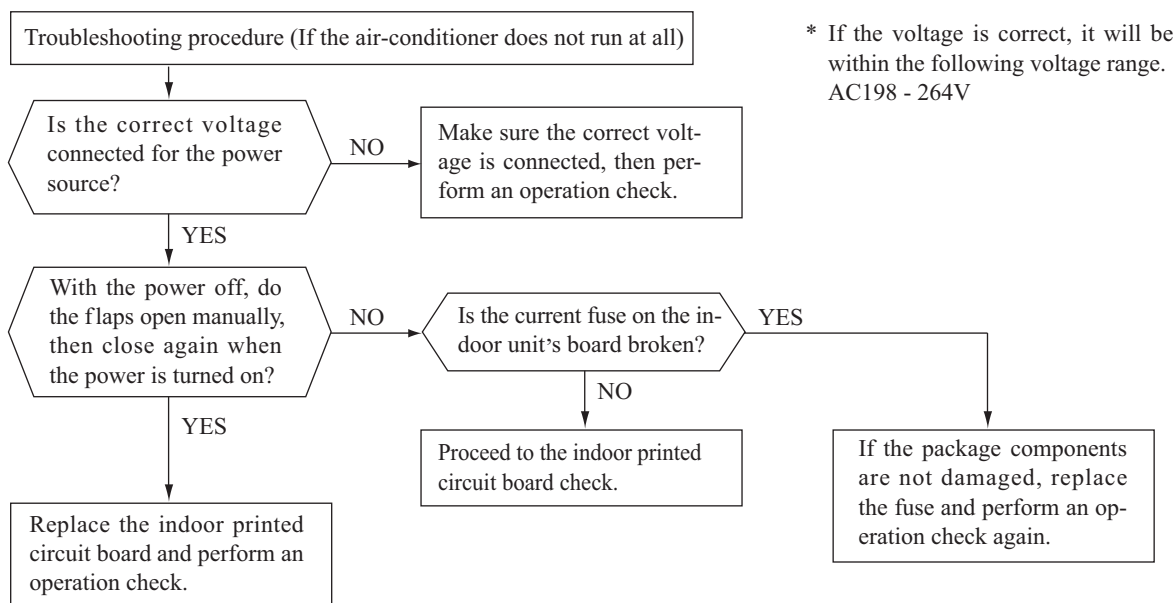 Troubleshooting procedure (If the air-conditioner does not run at all)
* If the voltage is correct, it will be
within the following voltage range.
AC198 - 264V
Is the correct voltage
connected for the power
source?
NO
Make sure the correct volt-
age is connected, then per-
form an operation check.
YES
With the power off, do
the flaps open manually,
then close again when
the power is turned on?
NO
Is the current fuse on the in-
door unit's board broken?
YES
NO
YES
Proceed to the indoor printed
circuit board check.
If the package components
are not damaged, replace
the fuse and perform an op-
eration check again.
Replace the indoor printed
circuit board and perform an
operation check.